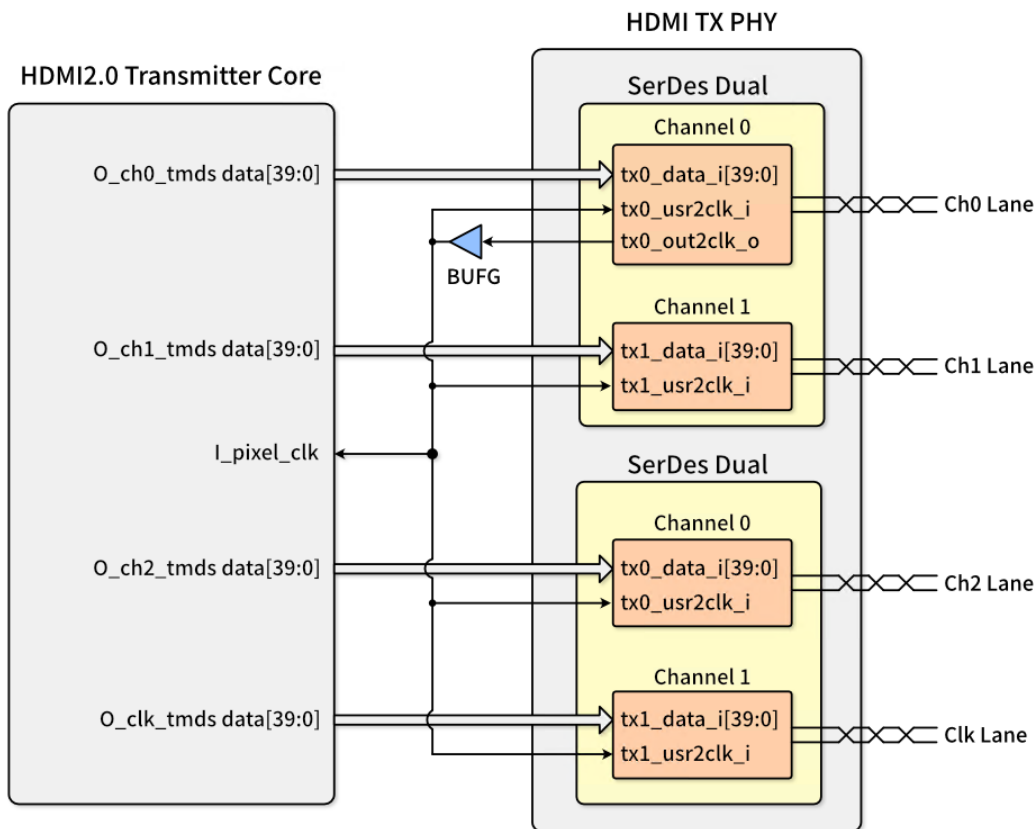 HDMI TX PHY
HDMI2.0 Transmitter Core
SerDes Dual
Channel 0
O_ch0_tmds data[39:0]
tx0_data_i[39:0]
tx0_usr2clk_i
Ch0 Lane
tx0_out2clk_o
BUFG
Channel 1
O_ch1_tmds data[39:0]
tx1_data_i[39:0]
Ch1 Lane
tx1_usr2clk_i
I_pixel_clk
SerDes Dual
Channel 0
O_ch2_tmds data[39:0]
tx0_data_i[39:0]
Ch2 Lane
tx0_usr2clk_i
Channel 1
O_clk_tmds data[39:0]
tx1_data_i[39:0]
Clk Lane
tx1_usr2clk_i